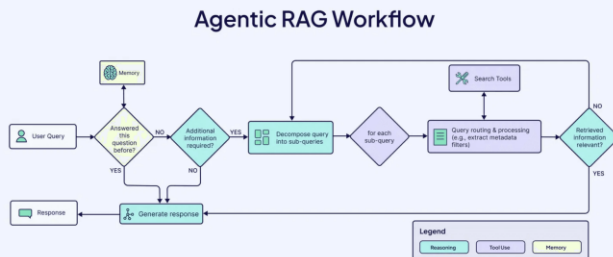 Agentic RAG Workflow
Memory
Search Tools
NO
User Query
Answered
this
question
before?
NO
Additional
information
required?
YES
Decompose query
into sub-queries
for each
sub-query
Query routing & processing
(e.g., extract metadata
filters)
Retrieved
information
relevant?
YES
NO
YES
Response
Generate response
Legend
Reasoning
Tool Use
Memory